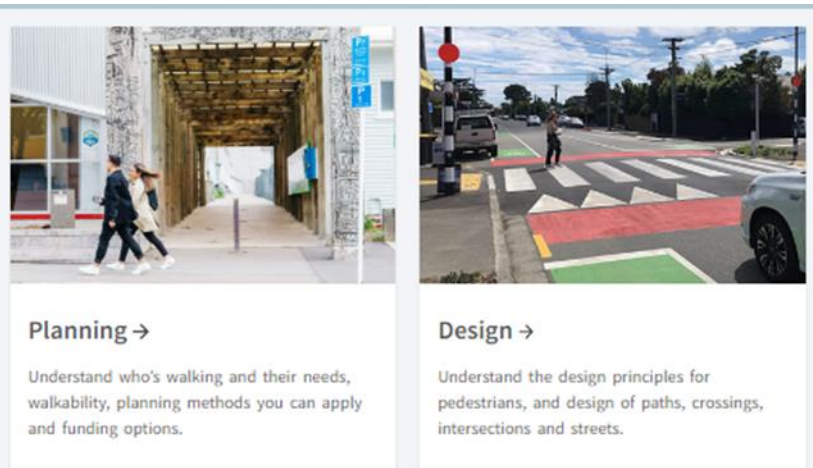 Planning →
Understand who's walking and their needs,
walkability, planning methods you can apply
and funding options.
Design →
Understand the design principles for
pedestrians, and design of paths, crossings,
intersections and streets.